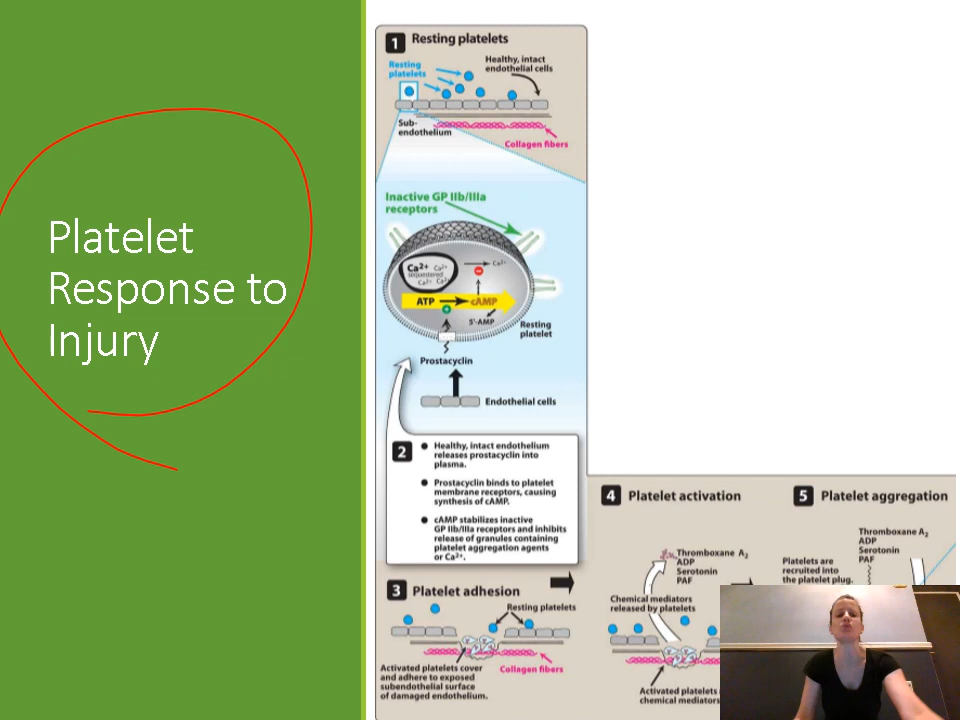 Platelet
Response to
Injury
1 Resting platelets
Resting
platelets
Healthy, intact
endothelial cells
Sub-
endothelium
Collagen fibers
Inactive GP IIb/IIIa
receptors
Ca2+ Ca2+
sequestered
Ca2+ Ca2+
Ca2+
ATP
cAMP
5'-AMP
Resting
platelet
Prostacyclin
Endothelial cells
2
● Healthy, intact endothelium
releases prostacyclin into
plasma.
● Prostacyclin binds to platelet
membrane receptors, causing
synthesis of cAMP.
● cAMP stabilizes inactive
GP IIb/IIIa receptors and inhibits
release of granules containing
platelet aggregation agents
or Ca2+.
3 Platelet adhesion
Resting platelets
Activated platelets cover
and adhere to exposed
subendothelial surface
of damaged endothelium.
Collagen fibers
4 Platelet activation
Thromboxane A2
ADP
Serotonin
PAF
Chemical mediators
released by platelets
Activated platelets
chemical mediators
5 Platelet aggregation
Thromboxane A2
ADP
Serotonin
PAF
Platelets are
recruited into
the platelet plug.